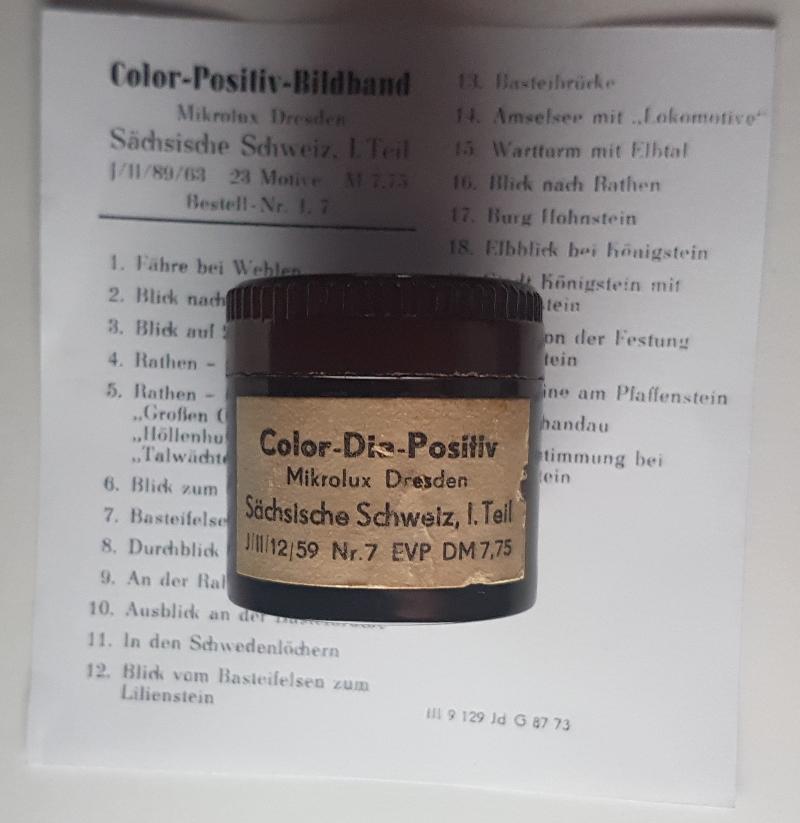 Color-Positiv-Bildband
Mikrolux Dresden
Sächsische Schweiz, I. Teil
J/II/89/63 23 Motive M 7,75
Bestell-Nr. 1, 7
1. Fähre bei Wehlen
2. Blick nach
3. Blick auf
4. Rathen –
5. Rathen –
„Großen
„Höllenhu
„Talwächte
6. Blick zum
7. Basteifelse
8. Durchblick
9. An der
10. Ausblick an der
11. In den Schwedenlöchern
12. Blick vom Basteifelsen zum
Lilienstein
13. Basteibrücke
14. Amselsee mit „Lokomotive“
15. Wartturm mit Elbtal
16. Blick nach Rathen
17. Burg Hohnstein
18. Elbblick bei Königstein
Stadt Königstein mit
tein
on der Festung
tein
ine am Pfaffenstein
handau
timmung bei
tein
III 9 129 Jd G 87 73
Color-Dia-Positiv
Mikrolux Dresden
Sächsische Schweiz, I. Teil
J/II/12/59 Nr. 7 EVP DM 7,75